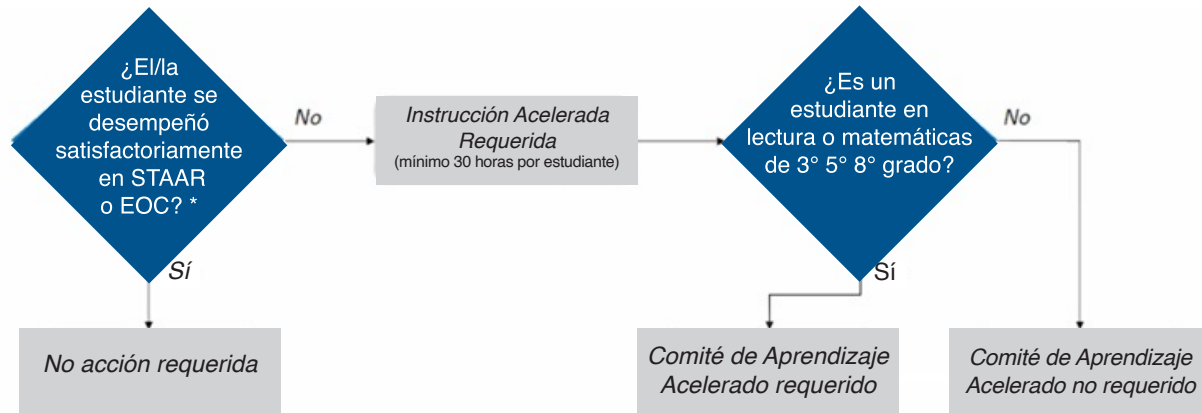 ¿El/la
estudiante se
desempeñó
satisfactoriamente
en STAAR
o EOC? *
No
Instrucción Acelerada
Requerida
(mínimo 30 horas por estudiante)
¿Es un
estudiante en
lectura o matemáticas
de 3° 5° 8° grado?
No
Sí
Sí
No acción requerida
Comité de Aprendizaje
Acelerado requerido
Comité de Aprendizaje
Acelerado no requerido